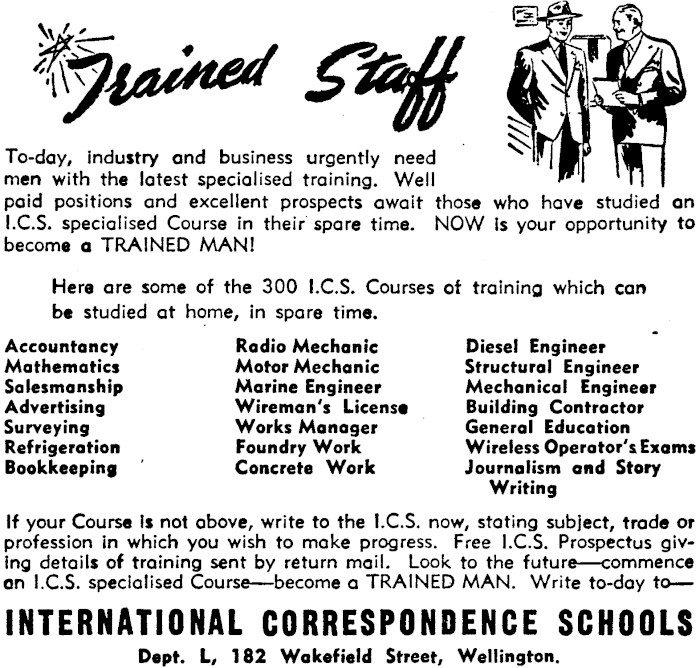 Trained Staff
To-day, industry and business urgently need
men with the latest specialised training. Well
paid positions and excellent prospects await those who have studied an
I.C.S. specialised Course in their spare time. NOW is your opportunity to
become a TRAINED MAN!
Here are some of the 300 I.C.S. Courses of training which can
be studied at home, in spare time.
Accountancy
Mathematics
Salesmanship
Advertising
Surveying
Refrigeration
Bookkeeping
Radio Mechanic
Motor Mechanic
Marine Engineer
Wireman's License
Works Manager
Foundry Work
Concrete Work
Diesel Engineer
Structural Engineer
Mechanical Engineer
Building Contractor
General Education
Wireless Operator's Exams
Journalism and Story
Writing
If your Course is not above, write to the I.C.S. now, stating subject, trade or
profession in which you wish to make progress. Free I.C.S. Prospectus giv-
ing details of training sent by return mail. Look to the future—commence
an I.C.S. specialised Course—become a TRAINED MAN. Write to-day to—
INTERNATIONAL CORRESPONDENCE SCHOOLS
Dept. L, 182 Wakefield Street, Wellington.